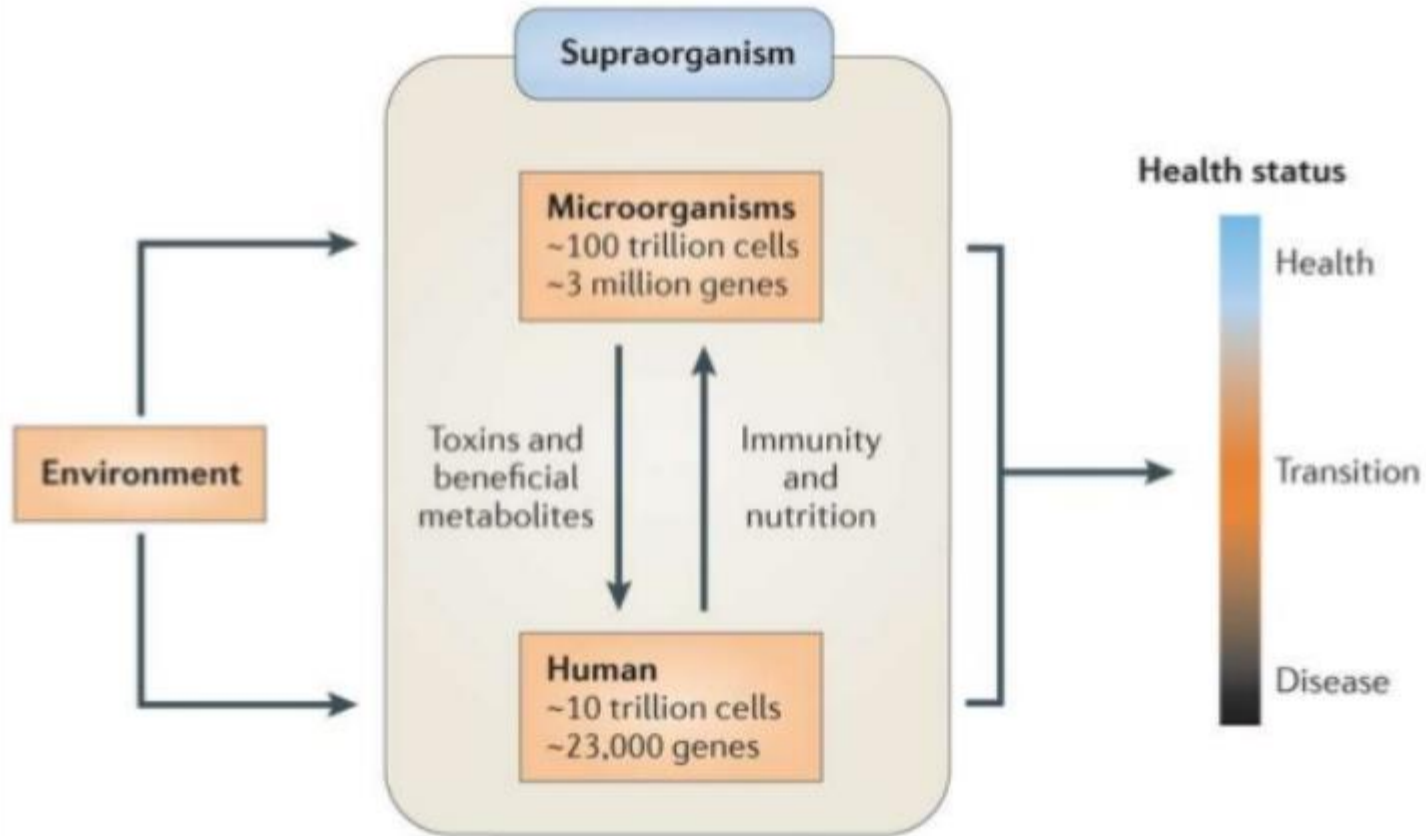 Supraorganism
Health status
Microorganisms
~100 trillion cells
~3 million genes
Health
Environment
Toxins and
beneficial
metabolites
Immunity
and
nutrition
Transition
Human
~10 trillion cells
~23,000 genes
Disease